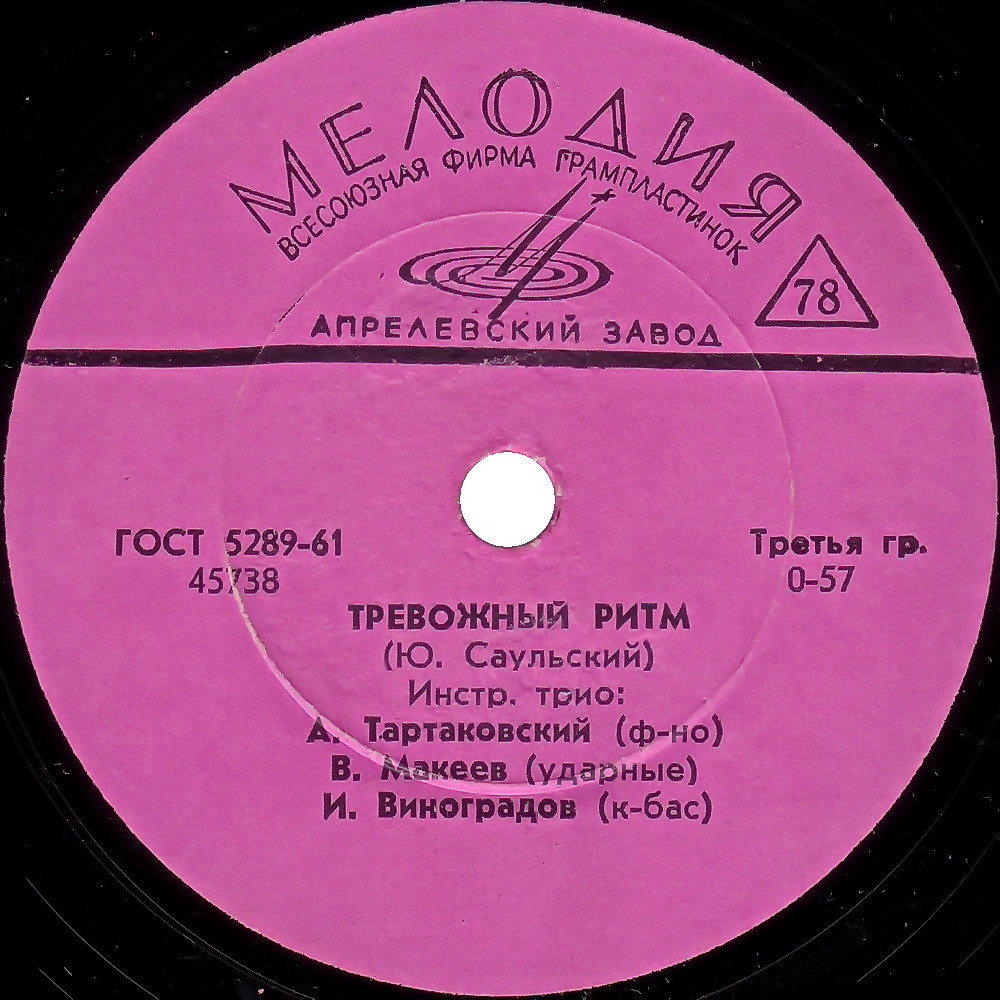 МЕЛОДИЯ
ВСЕСОЮЗНАЯ ФИРМА ГРАМПЛАСТИНОК
78
АПРЕЛЕВСКИЙ ЗАВОД
ГОСТ 5289-61
45738
Третья гр.
0-57
ТРЕВОЖНЫЙ РИТМ
(Ю. Саульский)
Инстр. трио:
А. Тартаковский (ф-но)
В. Макеев (ударные)
И. Виноградов (к-бас)